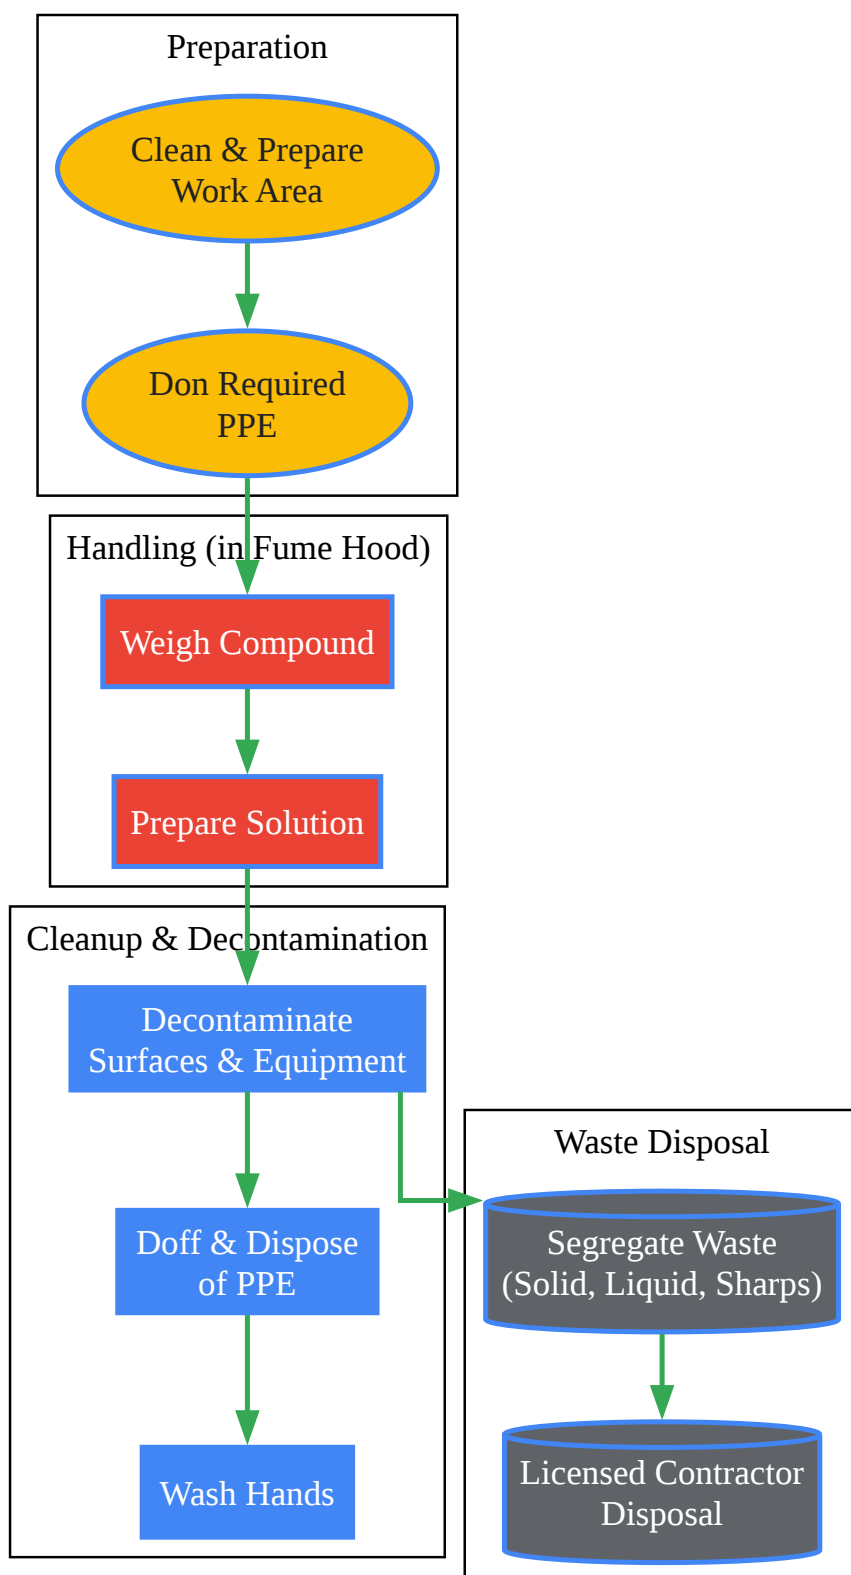 Preparation
Clean & Prepare
Work Area
Don Required
PPE
Handling (in Fume Hood)
Weigh Compound
Prepare Solution
Cleanup & Decontamination
Decontaminate
Surfaces & Equipment
Doff & Dispose
of PPE
Wash Hands
Waste Disposal
Segregate Waste
(Solid, Liquid, Sharps)
Licensed Contractor
Disposal